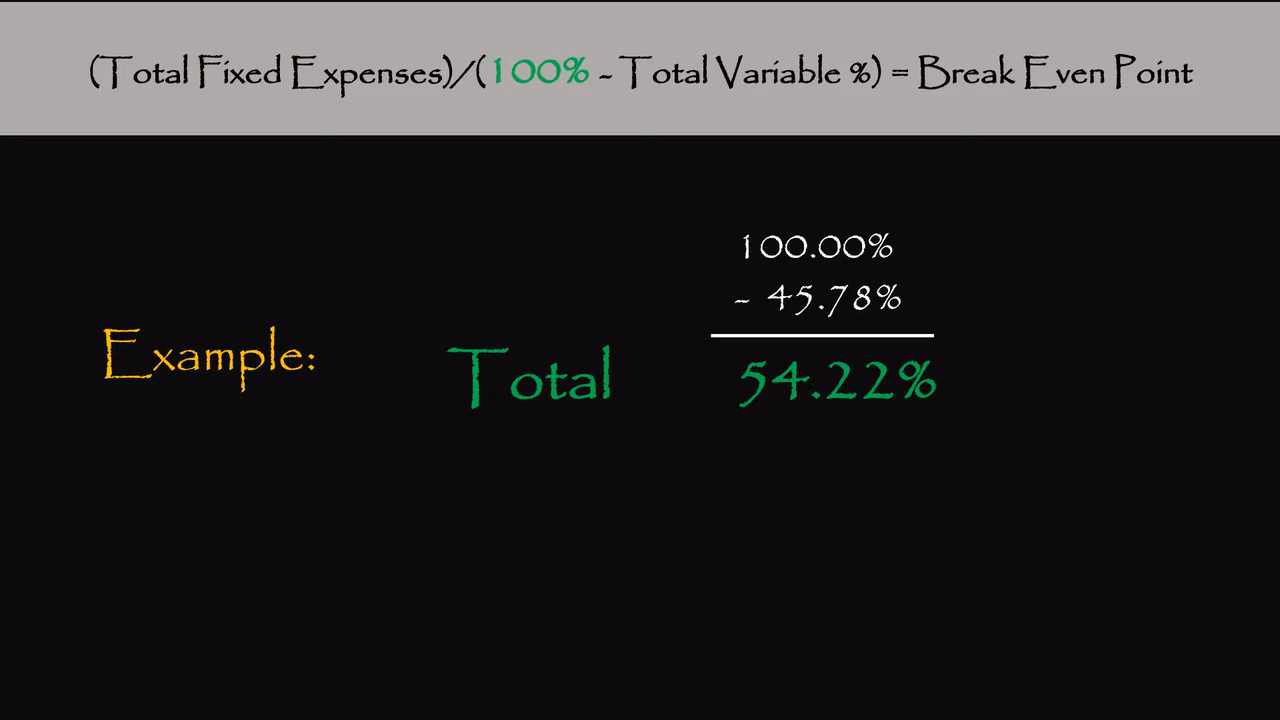 (Total Fixed Expenses)/(100% - Total Variable %) = Break Even Point
100.00%
- 45.78%
Example:
Total 54.22%